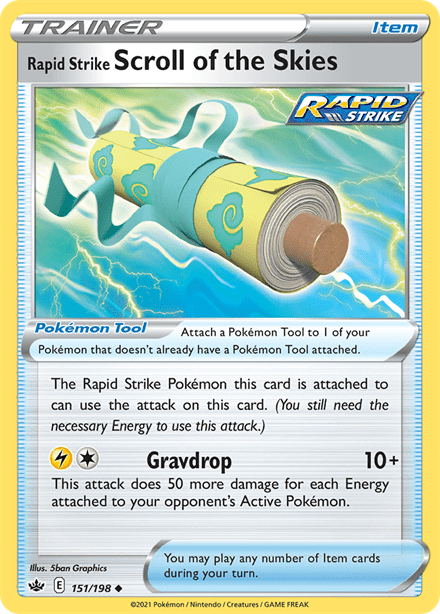 TRAINER Item
Rapid Strike Scroll of the Skies
RAPID
STRIKE
Pokémon Tool Attach a Pokémon Tool to 1 of your
Pokémon that doesn't already have a Pokémon Tool attached.
The Rapid Strike Pokémon this card is attached to
can use the attack on this card. (You still need the
necessary Energy to use this attack.)
Gravdrop 10+
This attack does 50 more damage for each Energy
attached to your opponent's Active Pokémon.
Illus. 5ban Graphics
You may play any number of Item cards
during your turn.
E 151/198
©2021 Pokémon / Nintendo / Creatures / GAME FREAK